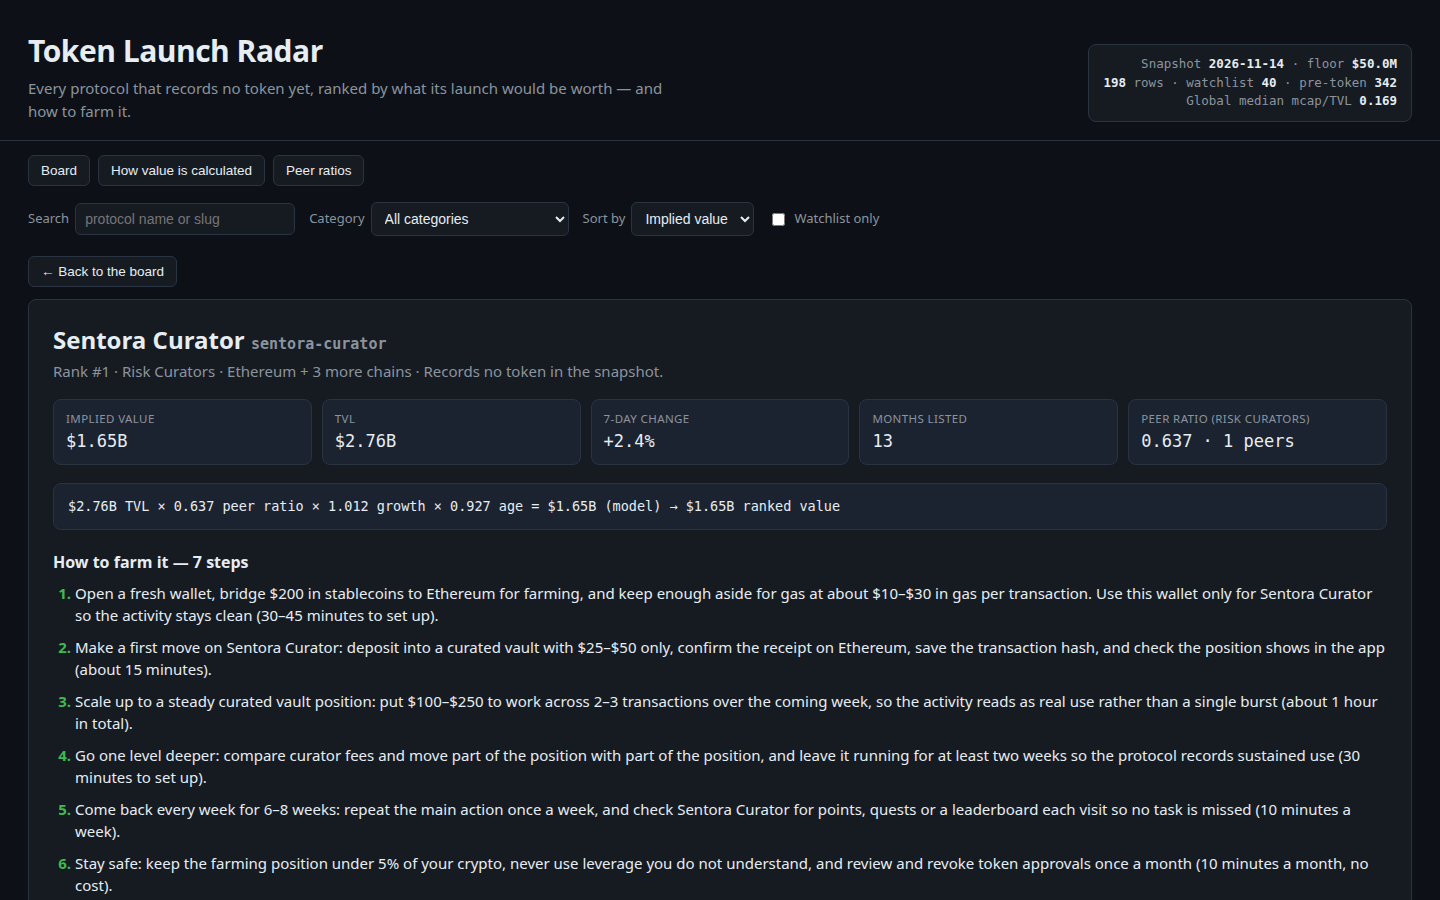 Token Launch Radar
Every protocol that records no token yet, ranked by what its launch would be worth — and
how to farm it.
Snapshot 2026-11-14 · floor $50.0M
198 rows · watchlist 40 · pre-token 342
Global median mcap/TVL 0.169
Board How value is calculated Peer ratios
Search protocol name or slug Category All categories Sort by Implied value Watchlist only
← Back to the board
Sentora Curator sentora-curator
Rank #1 · Risk Curators · Ethereum + 3 more chains · Records no token in the snapshot.
IMPLIED VALUE
$1.65B
TVL
$2.76B
7-DAY CHANGE
+2.4%
MONTHS LISTED
13
PEER RATIO (RISK CURATORS)
0.637 · 1 peers
$2.76B TVL × 0.637 peer ratio × 1.012 growth × 0.927 age = $1.65B (model) → $1.65B ranked value
How to farm it — 7 steps
1. Open a fresh wallet, bridge $200 in stablecoins to Ethereum for farming, and keep enough aside for gas at about $10–$30 in gas per transaction. Use this wallet only for Sentora Curator
so the activity stays clean (30–45 minutes to set up).
2. Make a first move on Sentora Curator: deposit into a curated vault with $25–$50 only, confirm the receipt on Ethereum, save the transaction hash, and check the position shows in the app
(about 15 minutes).
3. Scale up to a steady curated vault position: put $100–$250 to work across 2–3 transactions over the coming week, so the activity reads as real use rather than a single burst (about 1 hour
in total).
4. Go one level deeper: compare curator fees and move part of the position with part of the position, and leave it running for at least two weeks so the protocol records sustained use (30
minutes to set up).
5. Come back every week for 6–8 weeks: repeat the main action once a week, and check Sentora Curator for points, quests or a leaderboard each visit so no task is missed (10 minutes a
week).
6. Stay safe: keep the farming position under 5% of your crypto, never use leverage you do not understand, and review and revoke token approvals once a month (10 minutes a month, no
cost).